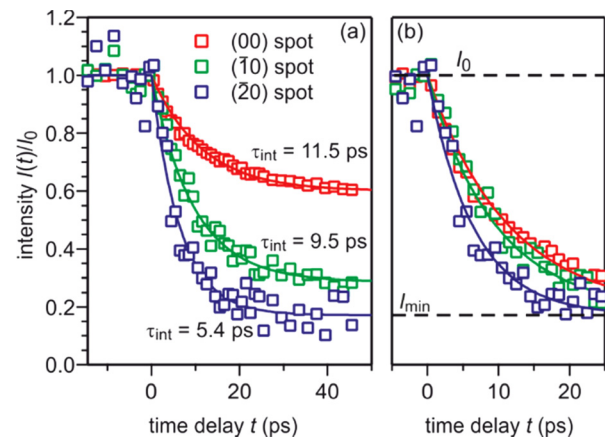 intensity I(t)/I₀
1.2
1.0
0.8
0.6
0.4
0.2
0.0
(a)
(00) spot
(1̄0) spot
(2̄0) spot
τint = 11.5 ps
τint = 9.5 ps
τint = 5.4 ps
0 20 40
time delay t (ps)
(b)
I₀
Imin
0 10 20
time delay t (ps)